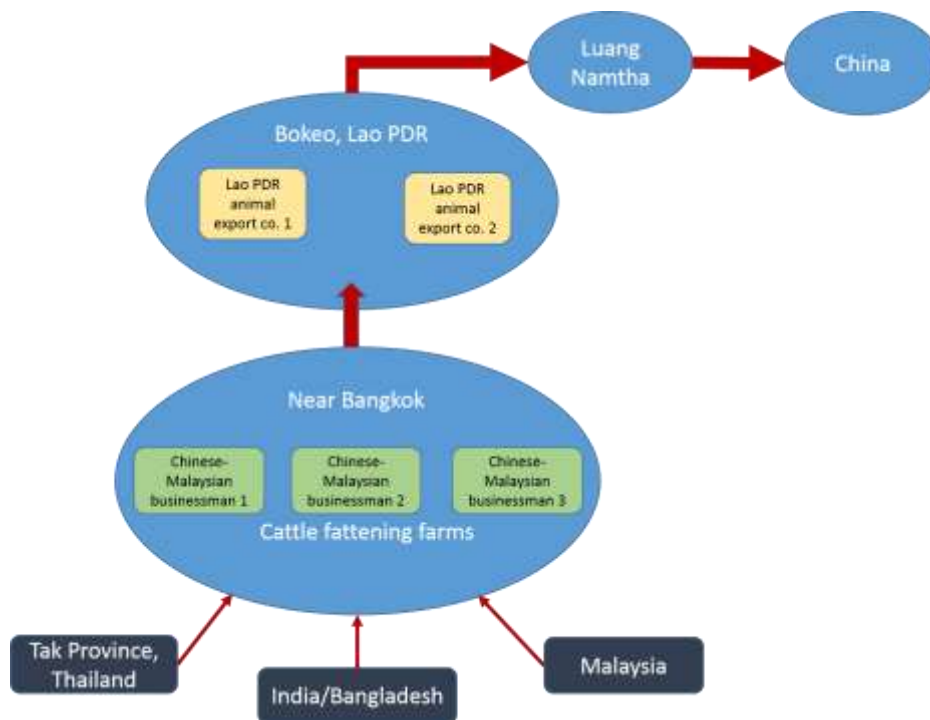 Luang
Namtha
China
Bokeo, Lao PDR
Lao PDR
animal
export co. 1
Lao PDR
animal
export co. 2
Near Bangkok
Chinese-
Malaysian
businessman 1
Chinese-
Malaysian
businessman 2
Chinese-
Malaysian
businessman 3
Cattle fattening farms
Tak Province,
Thailand
India/Bangladesh
Malaysia